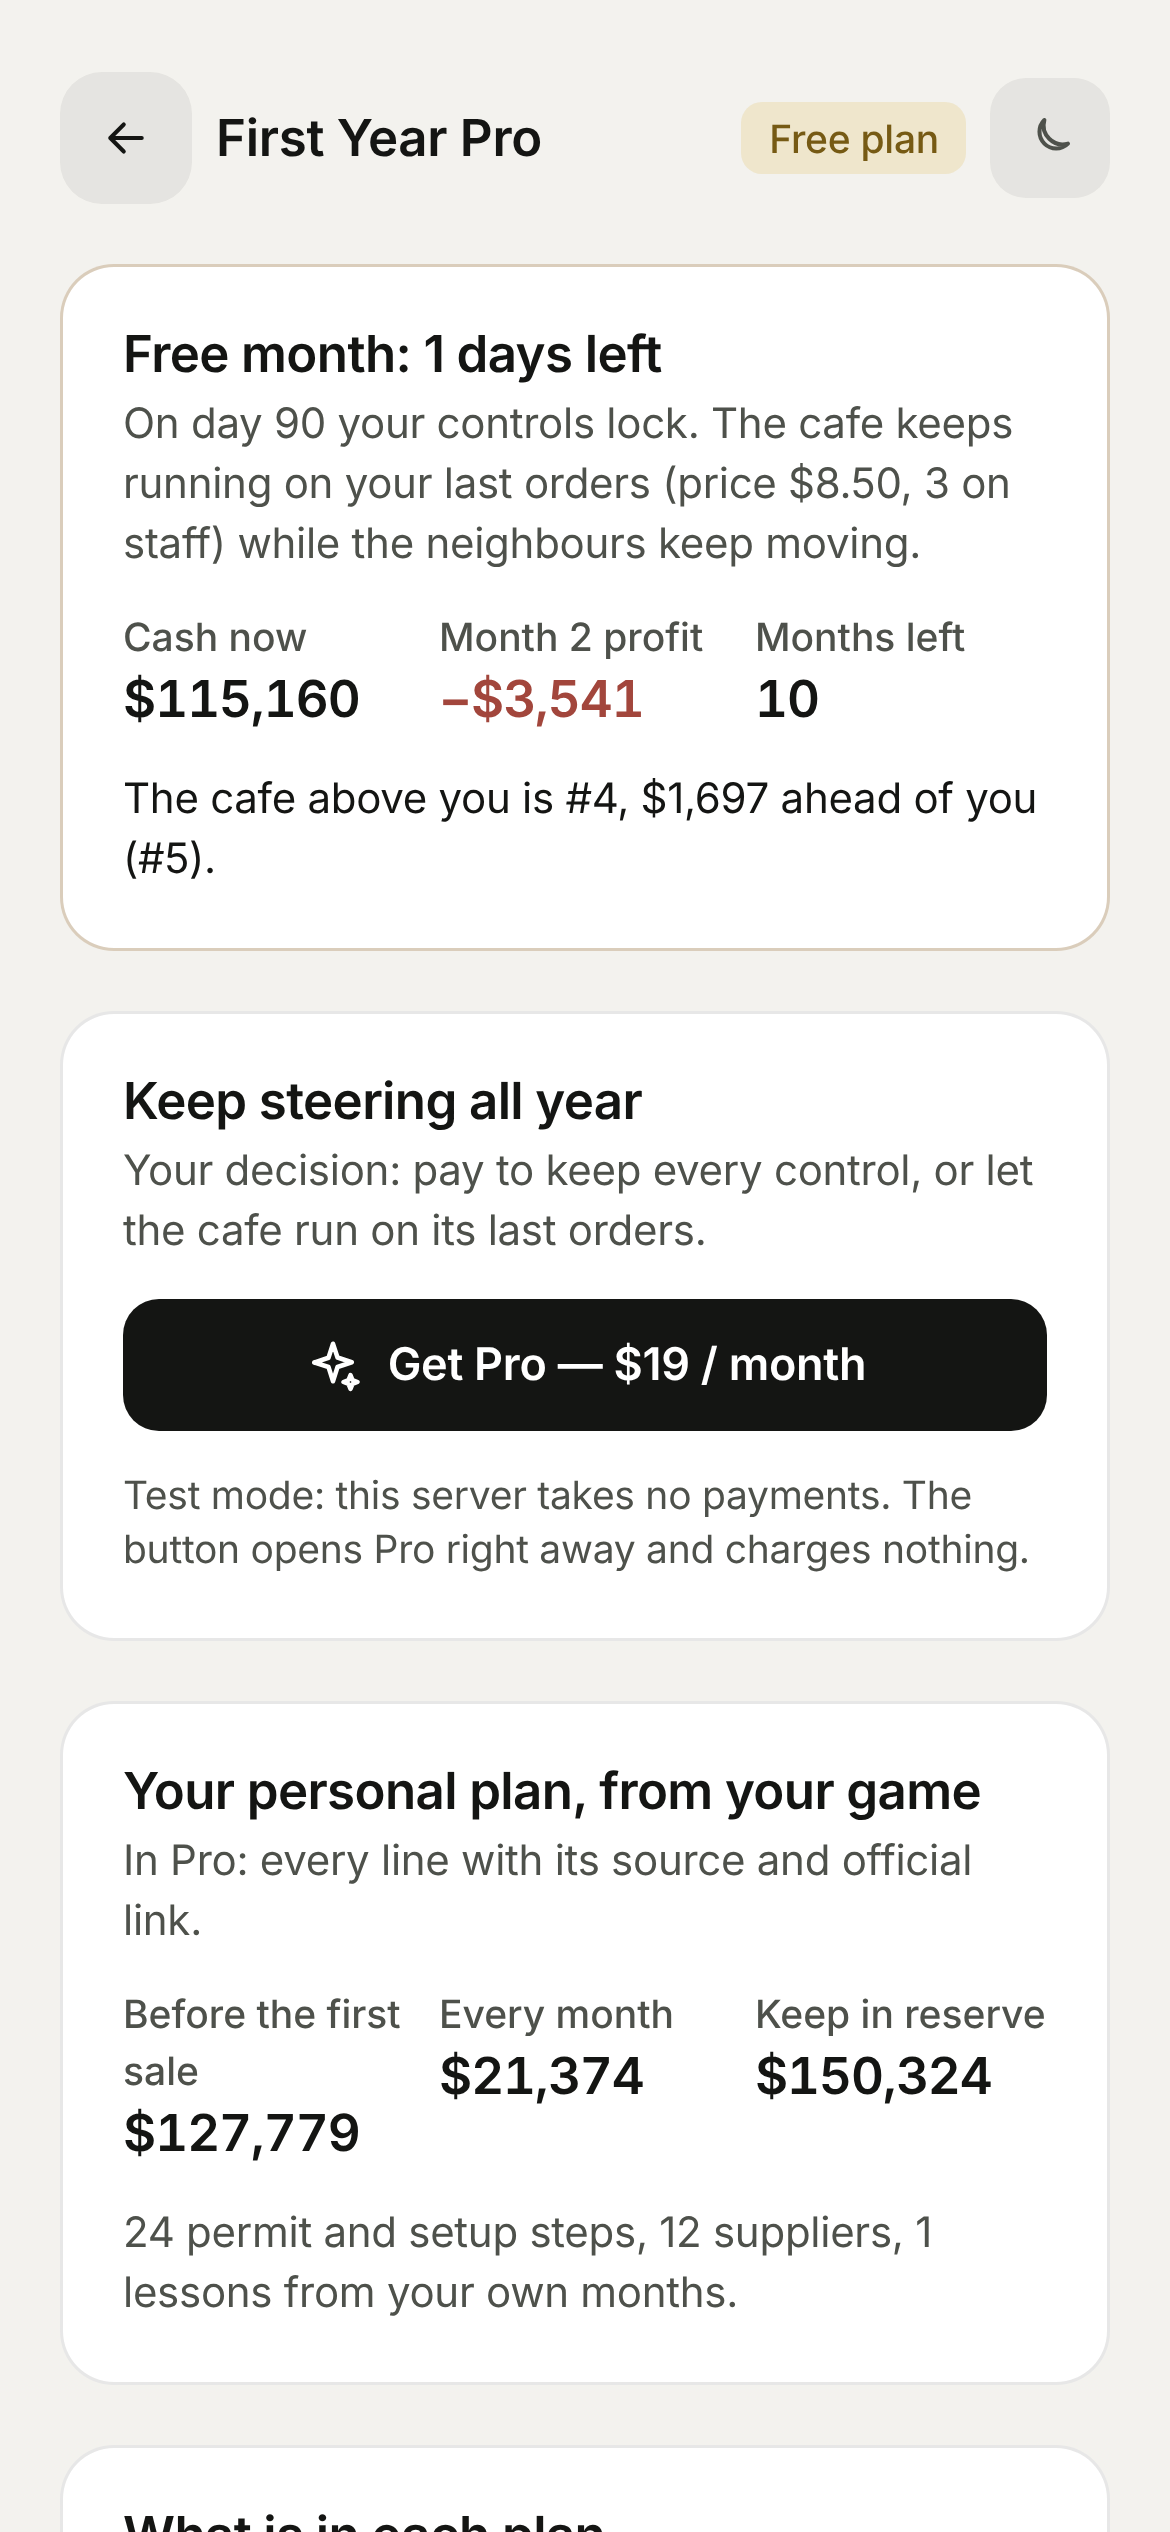 First Year Pro
Free plan
Free month: 1 days left
On day 90 your controls lock. The cafe keeps
running on your last orders (price $8.50, 3 on
staff) while the neighbours keep moving.
Cash now
$115,160
Month 2 profit
−$3,541
Months left
10
The cafe above you is #4, $1,697 ahead of you
(#5).
Keep steering all year
Your decision: pay to keep every control, or let
the cafe run on its last orders.
Get Pro — $19 / month
Test mode: this server takes no payments. The
button opens Pro right away and charges nothing.
Your personal plan, from your game
In Pro: every line with its source and official
link.
Before the first
sale
$127,779
Every month
$21,374
Keep in reserve
$150,324
24 permit and setup steps, 12 suppliers, 1
lessons from your own months.
What is in each plan